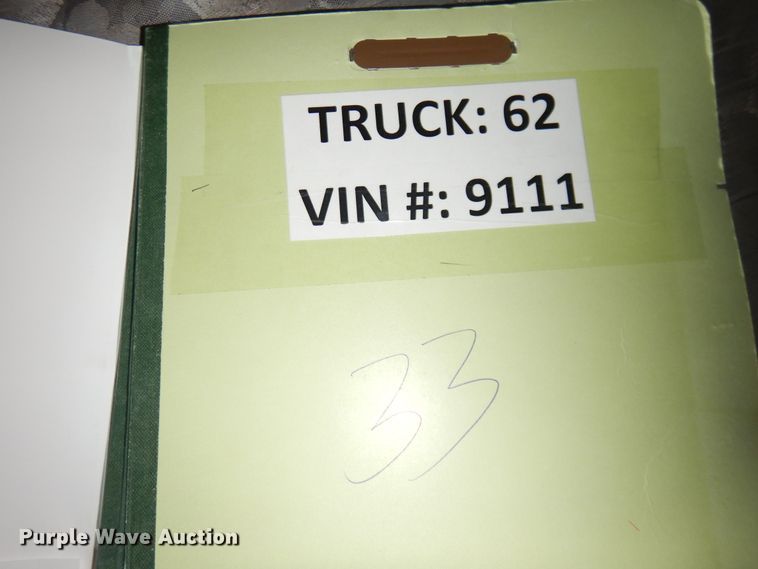 TRUCK: 62
VIN #: 9111
33
Purple Wave Auction